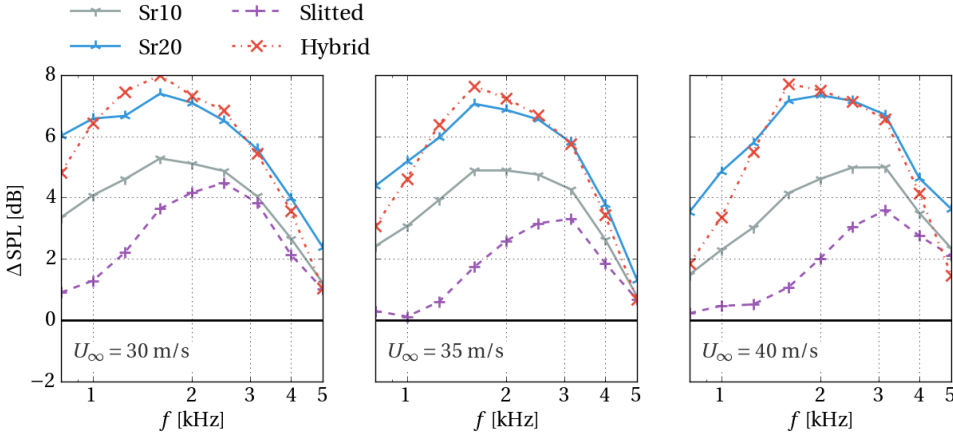 Sr10 Slitted
Sr20 Hybrid
8
6
4
2
0
−2
Δ SPL [dB]
U∞ = 30 m/s
1 2 3 4 5
f [kHz]
U∞ = 35 m/s
1 2 3 4 5
f [kHz]
U∞ = 40 m/s
1 2 3 4 5
f [kHz]